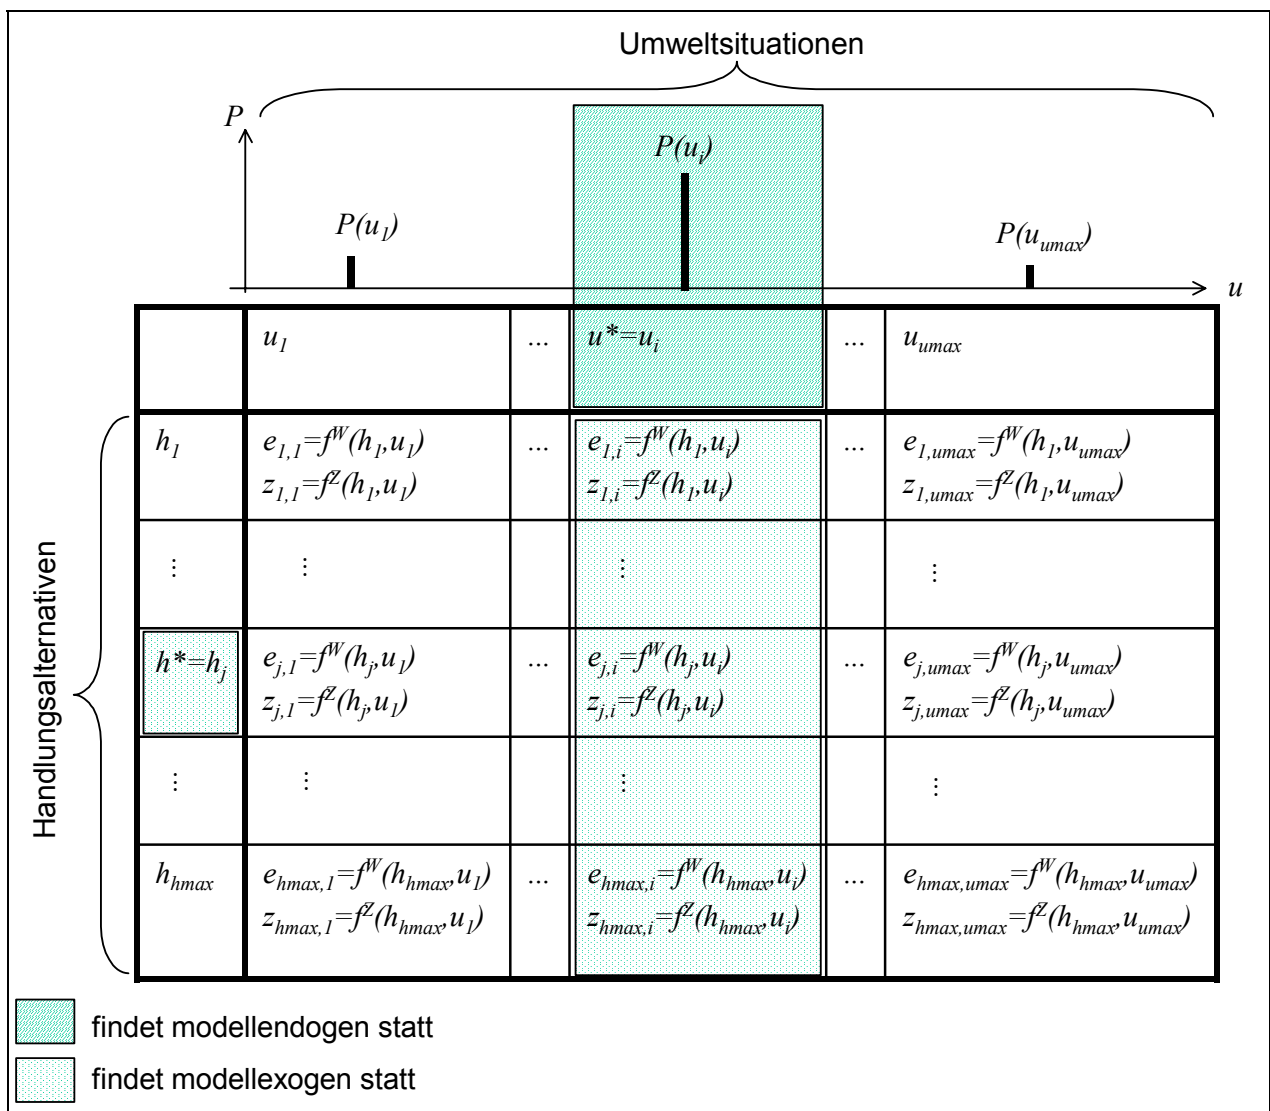 Umweltsituationen
P
P(u_i)
P(u_1)
P(u_umax)
u
u_1 ... u*=u_i ... u_umax
Handlungsalternativen
h_1 e_1,1=f^W(h_1,u_1) ... e_1,i=f^W(h_1,u_i) ... e_1,umax=f^W(h_1,u_umax)
z_1,1=f^Z(h_1,u_1) z_1,i=f^Z(h_1,u_i) z_1,umax=f^Z(h_1,u_umax)
⋮ ⋮ ⋮ ⋮
h*=h_j e_j,1=f^W(h_j,u_1) ... e_j,i=f^W(h_j,u_i) ... e_j,umax=f^W(h_j,u_umax)
z_j,1=f^Z(h_j,u_1) z_j,i=f^Z(h_j,u_i) z_j,umax=f^Z(h_j,u_umax)
⋮ ⋮ ⋮ ⋮
h_hmax e_hmax,1=f^W(h_hmax,u_1) ... e_hmax,i=f^W(h_hmax,u_i) ... e_hmax,umax=f^W(h_hmax,u_umax)
z_hmax,1=f^Z(h_hmax,u_1) z_hmax,i=f^Z(h_hmax,u_i) z_hmax,umax=f^Z(h_hmax,u_umax)
findet modellendogen statt
findet modellexogen statt